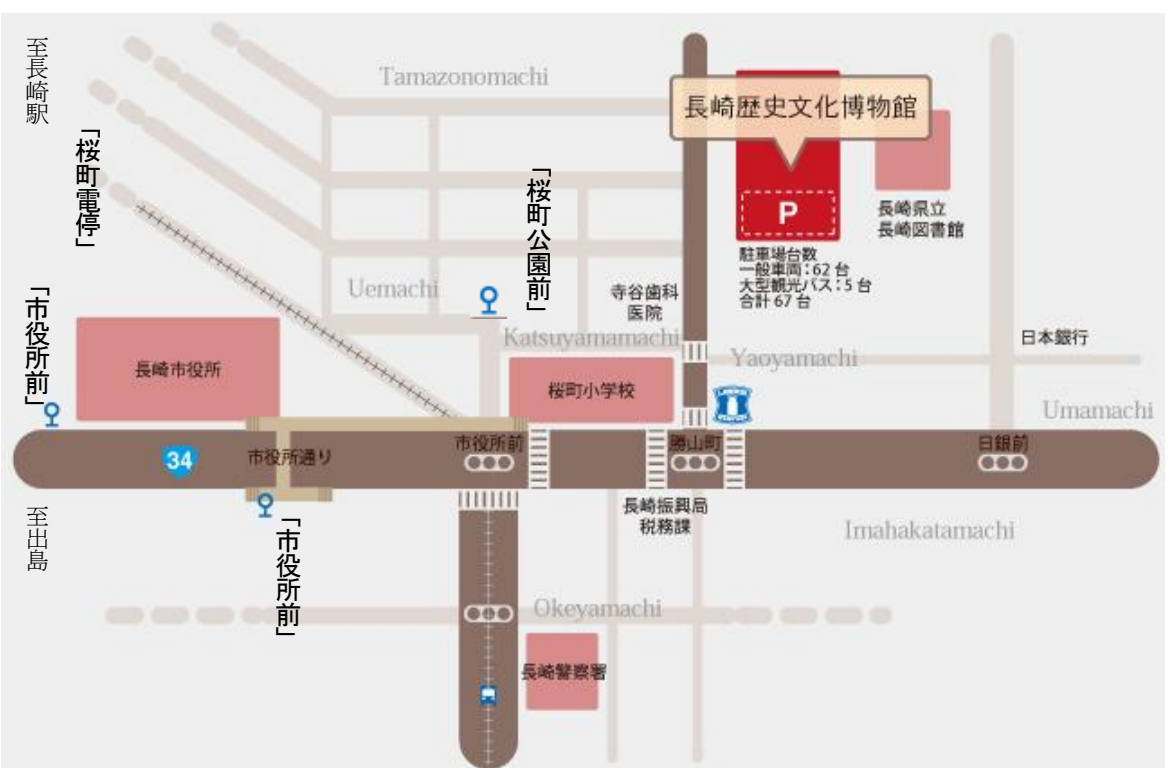 至長崎駅
「桜町電停」
「市役所前」
Tamazonomachi
長崎歴史文化博物館
P
長崎県立
長崎図書館
駐車場台数
一般車両:62 台
大型観光バス:5 台
合計 67 台
「桜町公園前」
Uemachi
寺谷歯科
医院
Katsuyamamachi
Yaoyamachi
日本銀行
長崎市役所
桜町小学校
Umamachi
34
市役所通り
市役所前
勝山町
日銀前
至出島
「市役所前」
長崎振興局
税務課
Imahakatamachi
Okeyamachi
長崎警察署